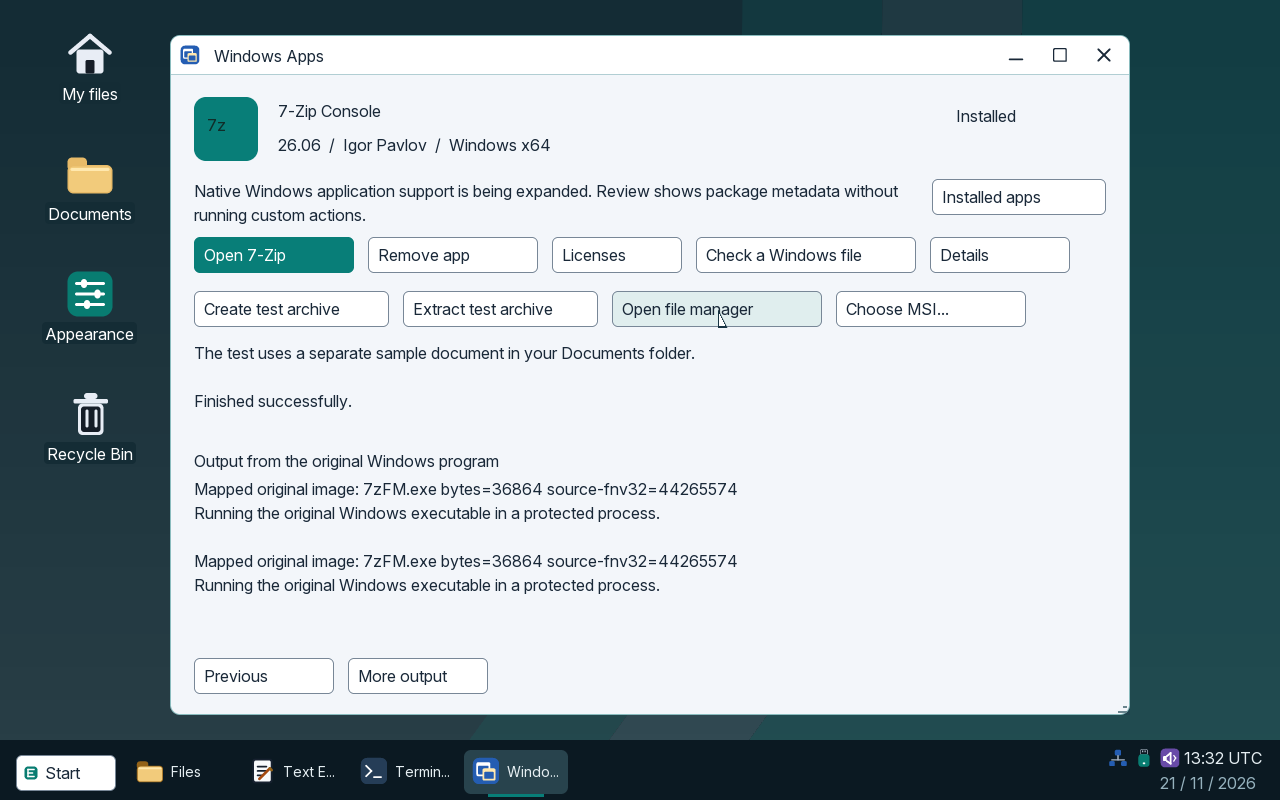 My files
Documents
Appearance
Recycle Bin
Windows Apps
7z
7-Zip Console
26.06 / Igor Pavlov / Windows x64
Installed
Native Windows application support is being expanded. Review shows package metadata without
running custom actions.
Installed apps
Open 7-Zip
Remove app
Licenses
Check a Windows file
Details
Create test archive
Extract test archive
Open file manager
Choose MSI...
The test uses a separate sample document in your Documents folder.
Finished successfully.
Output from the original Windows program
Mapped original image: 7zFM.exe bytes=36864 source-fnv32=44265574
Running the original Windows executable in a protected process.
Mapped original image: 7zFM.exe bytes=36864 source-fnv32=44265574
Running the original Windows executable in a protected process.
Previous
More output
Start
Files
Text E...
Termin...
Windo...
13:32 UTC
21 / 11 / 2026